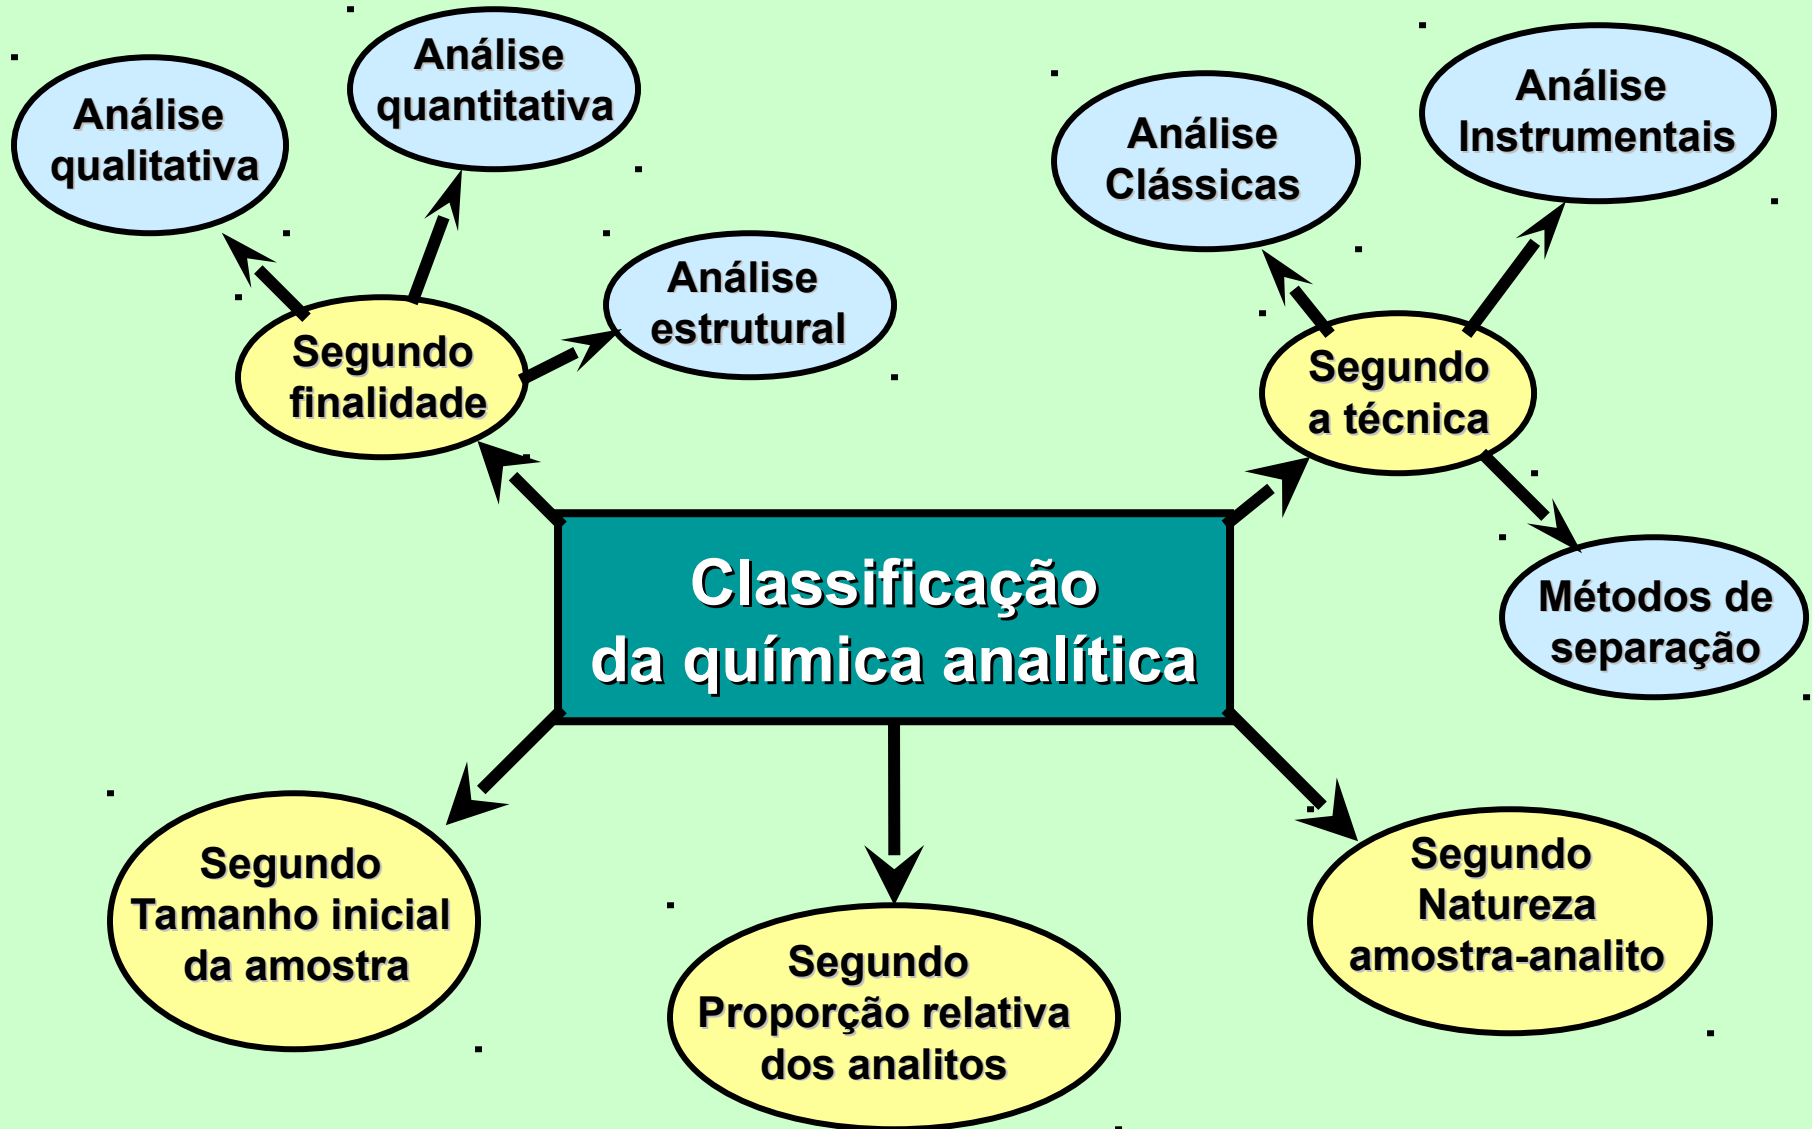 Análise
qualitativa
Análise
quantitativa
Análise
estrutural
Segundo
finalidade
Análise
Clássicas
Análise
Instrumentais
Segundo
a técnica
Métodos de
separação
Classificação
da química analítica
Segundo
Tamanho inicial
da amostra
Segundo
Proporção relativa
dos analitos
Segundo
Natureza
amostra-analito